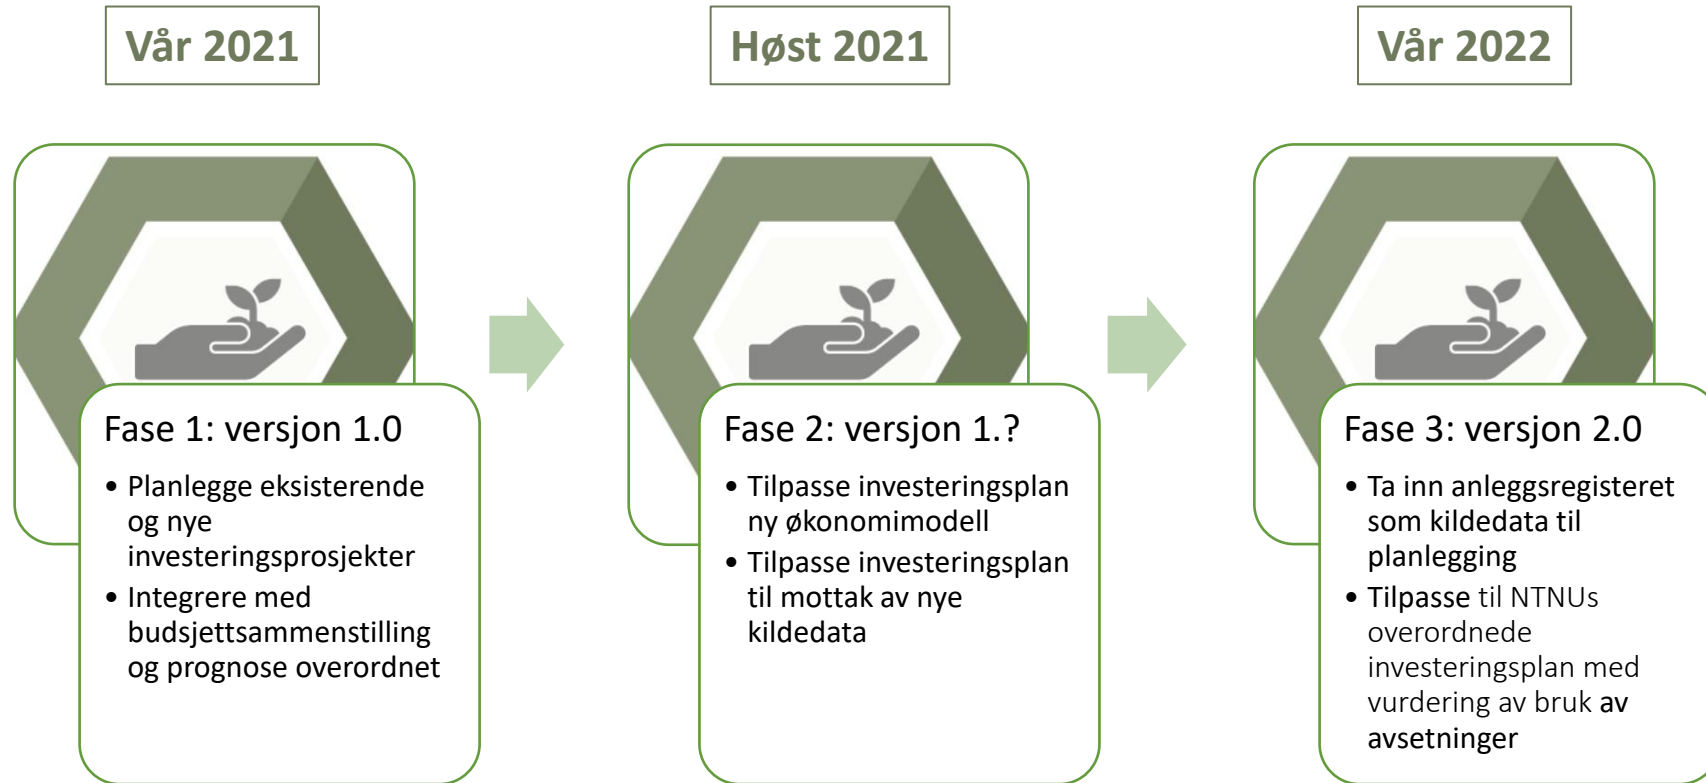 Vår 2021
Høst 2021
Vår 2022
Fase 1: versjon 1.0
• Planlegge eksisterende
og nye
investeringsprosjekter
• Integrere med
budsjettsammenstilling
og prognose overordnet
Fase 2: versjon 1.?
• Tilpasse investeringsplan
ny økonomimodell
• Tilpasse investeringsplan
til mottak av nye
kildedata
Fase 3: versjon 2.0
• Ta inn anleggsregisteret
som kildedata til
planlegging
• Tilpasse til NTNUs
overordnede
investeringsplan med
vurdering av bruk av
avsetninger